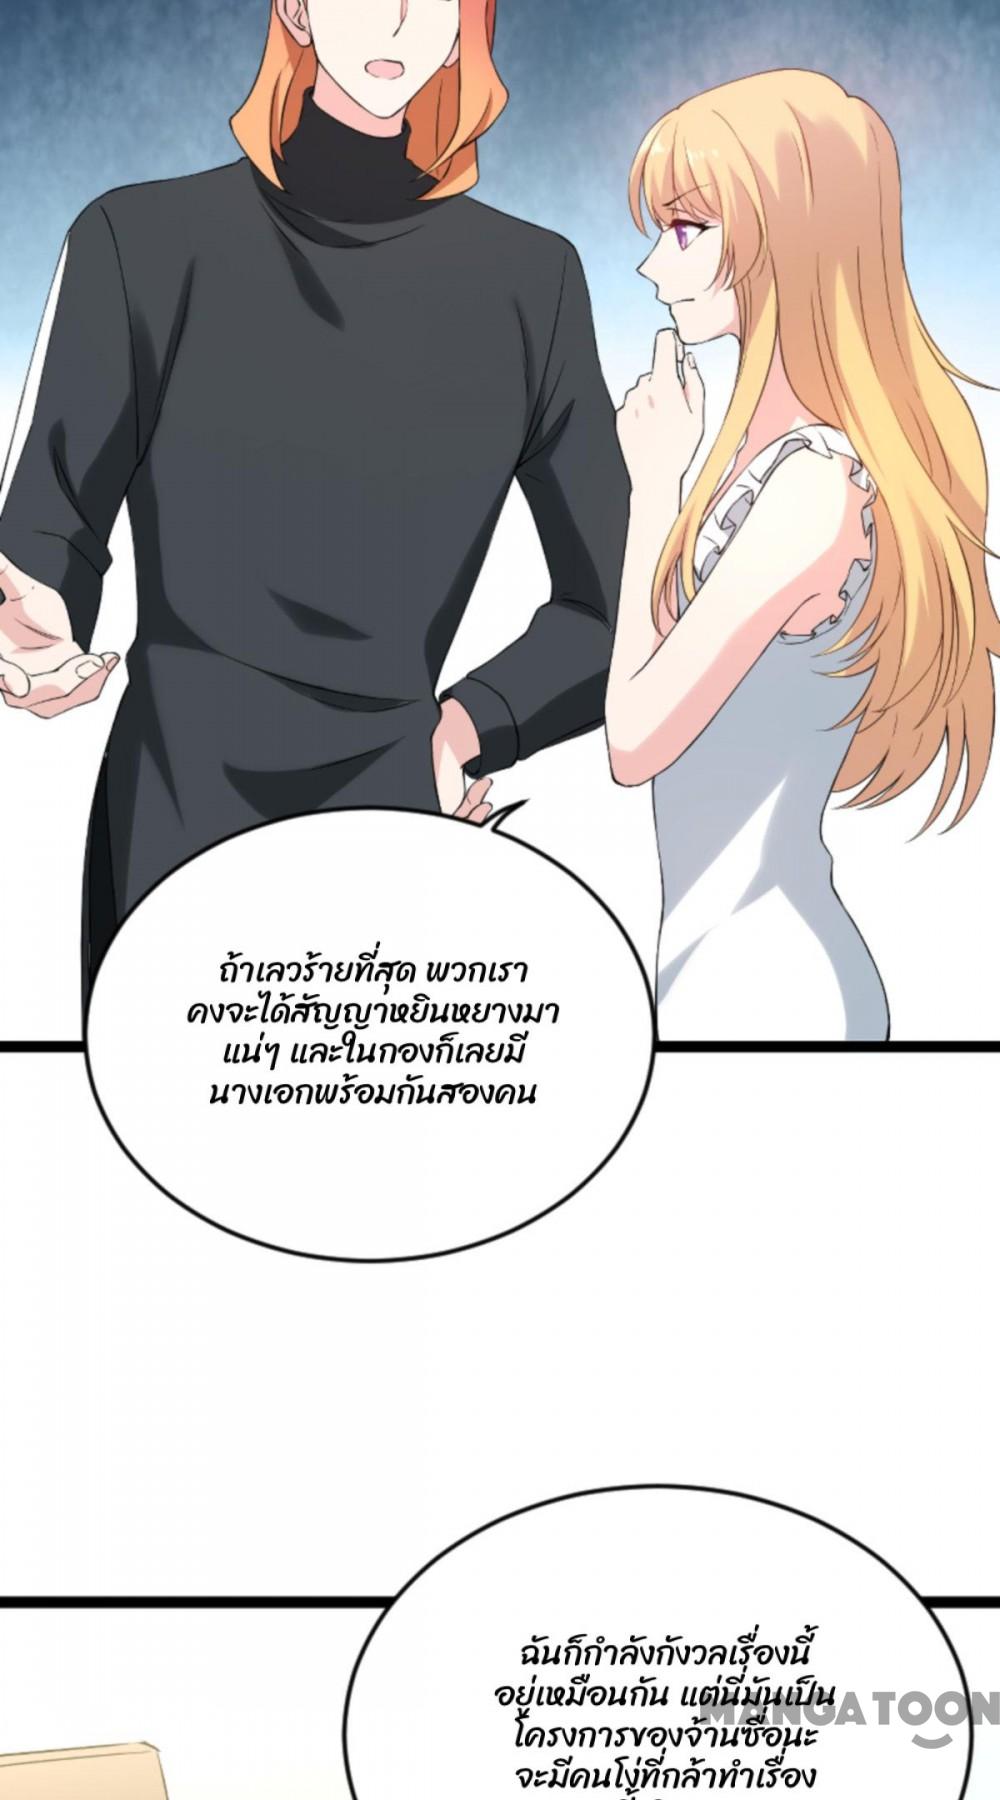 ถ้าเลวร้ายที่สุด พวกเรา
คงจะได้สัญญาหยินหยางมา
แน่ๆ และในกองก็เลยมี
นางเอกพร้อมกันสองคน
ฉันก็กำลังกังวลเรื่องนี้
อยู่เหมือนกัน แต่นี่มันเป็น
MANGATOON
โครงการของจ้านซื่อนะ
จะมีคนโง่ที่กล้าทำเรื่อง